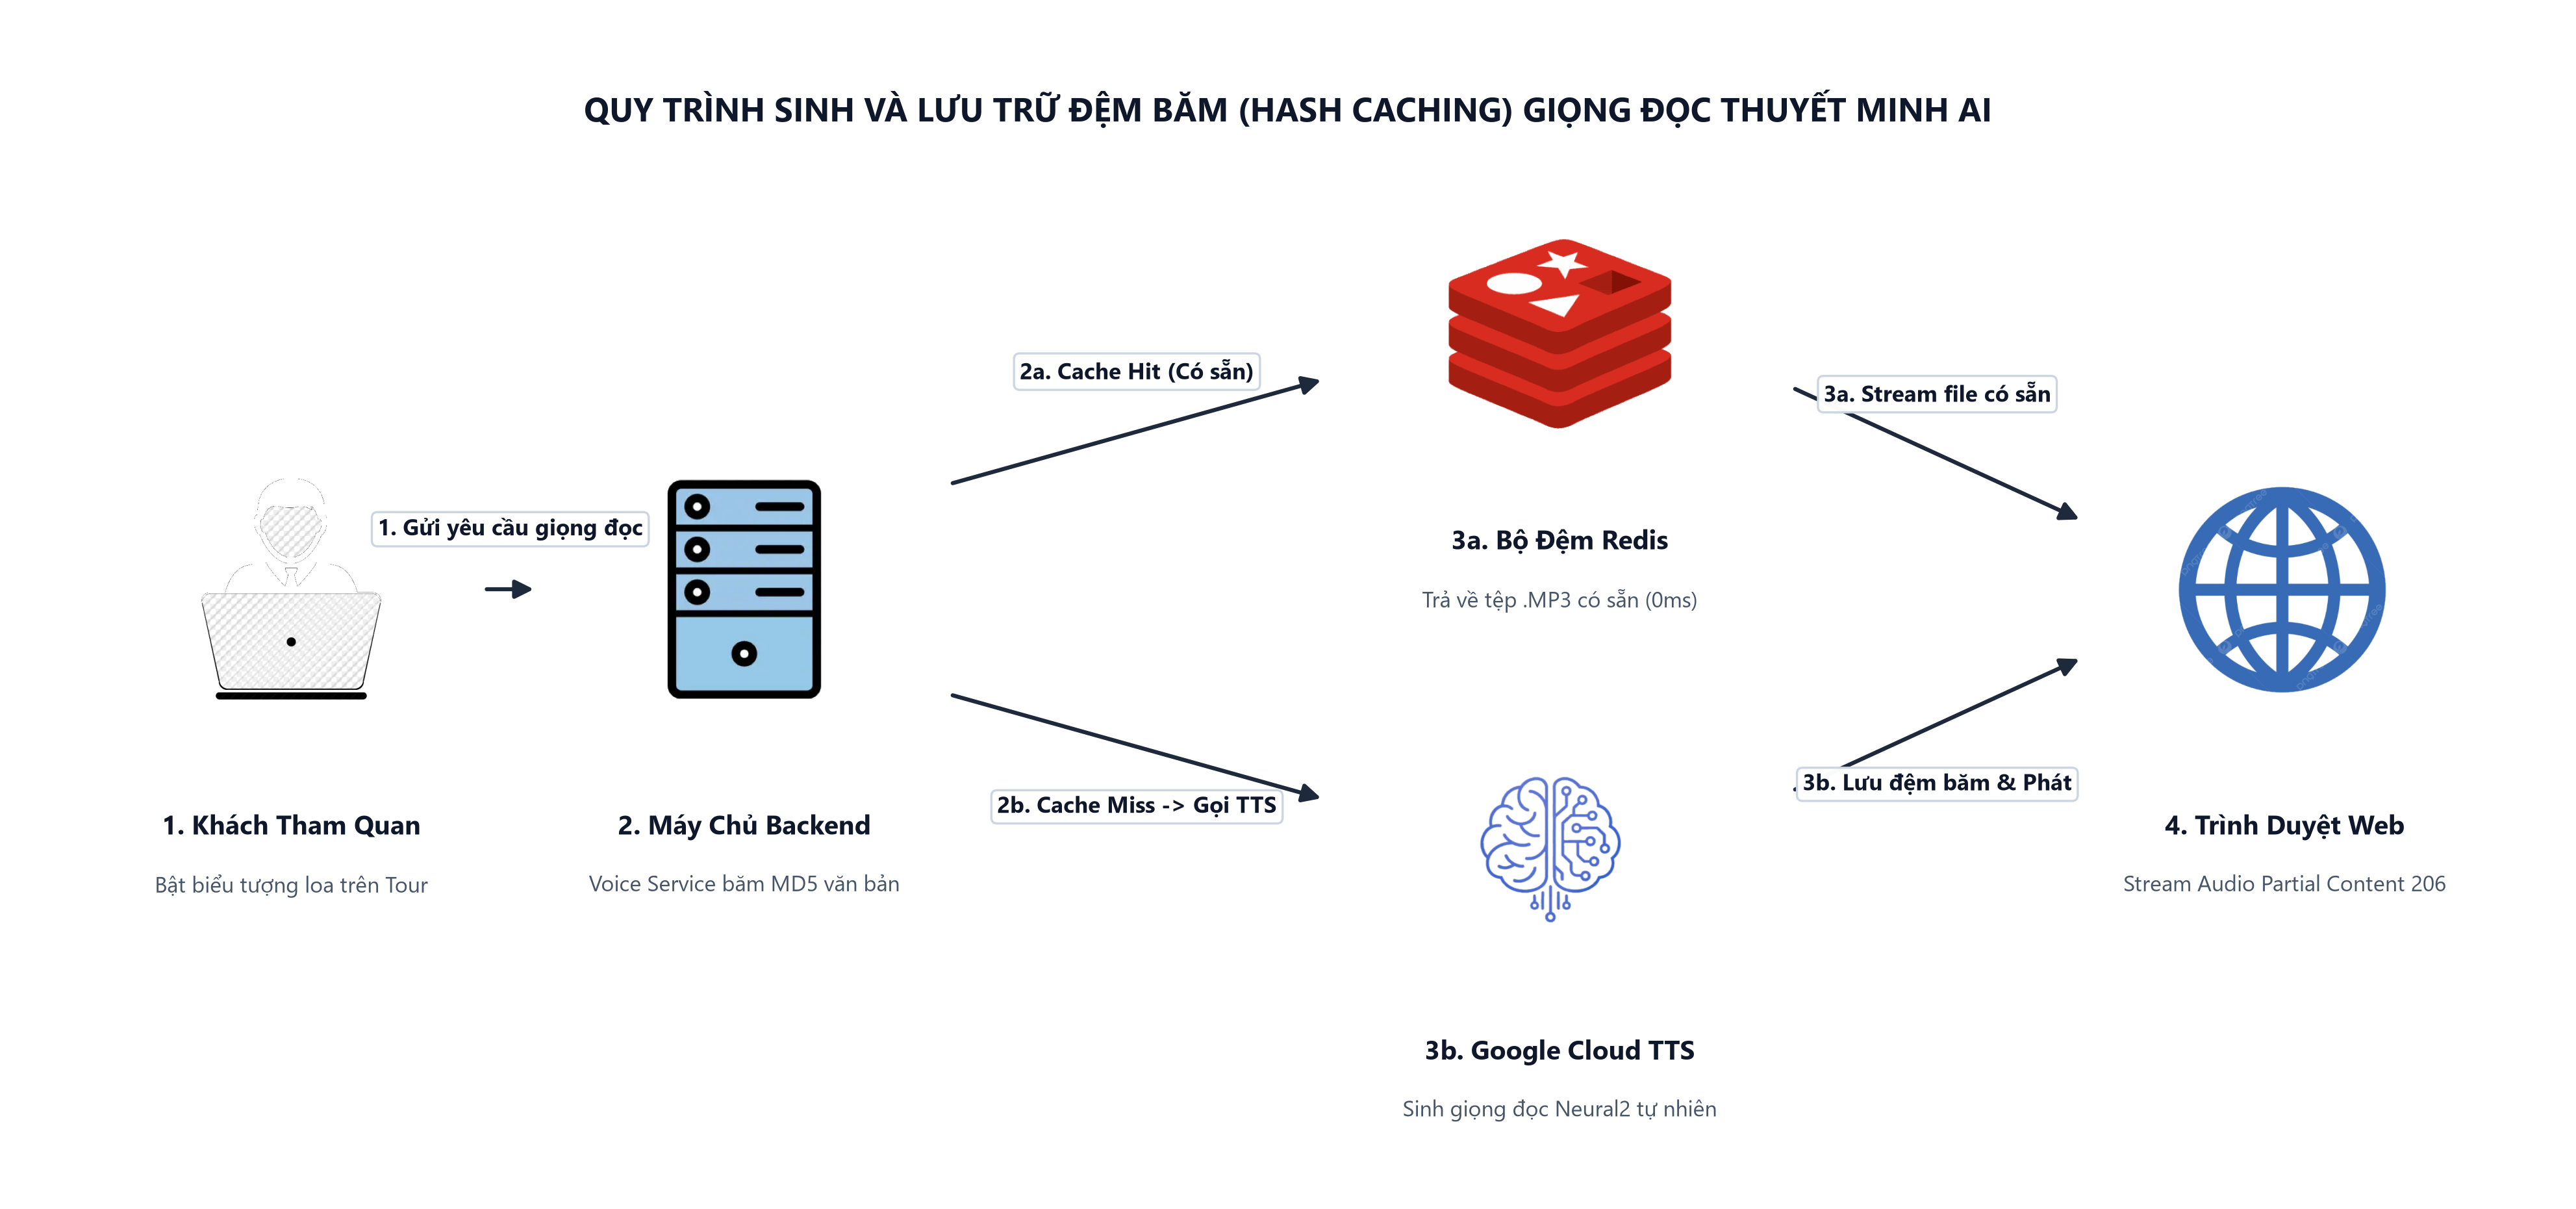 QUY TRÌNH SINH VÀ LƯU TRỮ ĐỆM BĂM (HASH CACHING) GIỌNG ĐỌC THUYẾT MINH AI
2a. Cache Hit (Có sẵn)
3a. Stream file có sẵn
1. Gửi yêu cầu giọng đọc
3a. Bộ Đệm Redis
Trả về tệp .MP3 có sẵn (0ms)
2b. Cache Miss -> Gọi TTS
3b. Lưu đệm băm & Phát
1. Khách Tham Quan
Bật biểu tượng loa trên Tour
2. Máy Chủ Backend
Voice Service băm MD5 văn bản
4. Trình Duyệt Web
Stream Audio Partial Content 206
3b. Google Cloud TTS
Sinh giọng đọc Neural2 tự nhiên